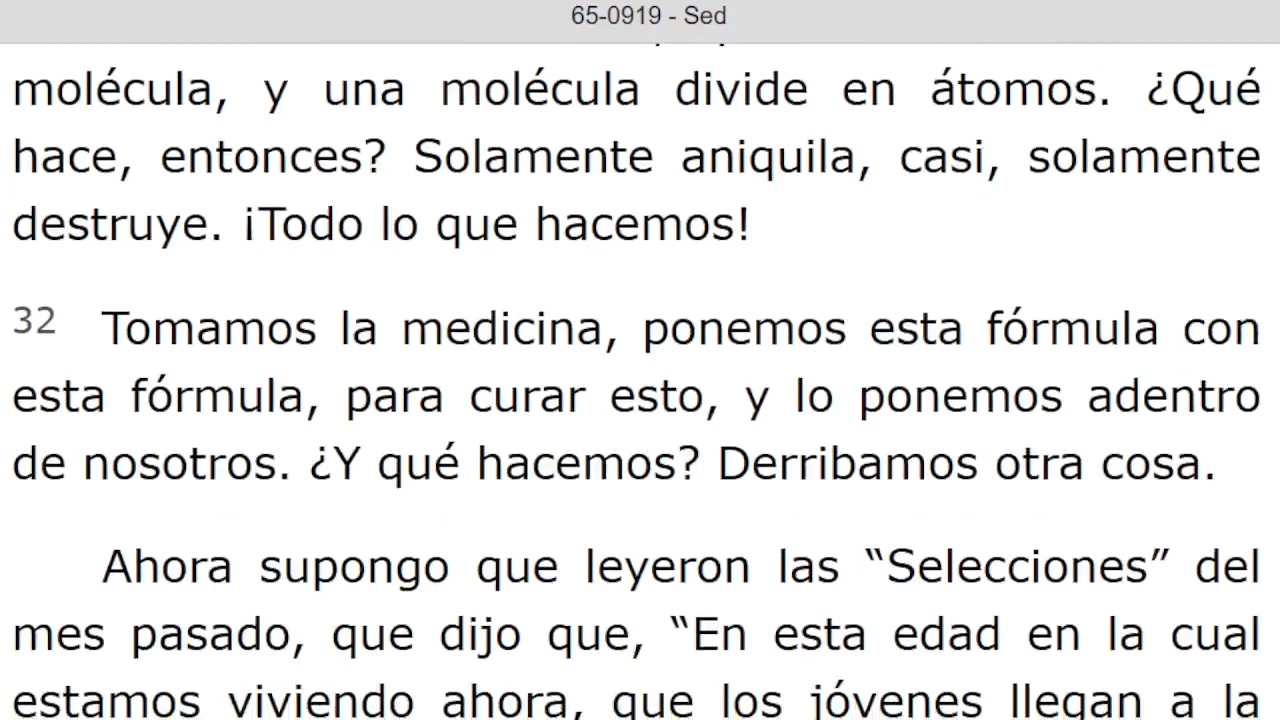 65-0919 - Sed
molécula, y una molécula divide en átomos. ¿Qué
hace, entonces? Solamente aniquila, casi, solamente
destruye. ¡Todo lo que hacemos!
32 Tomamos la medicina, ponemos esta fórmula con
esta fórmula, para curar esto, y lo ponemos adentro
de nosotros. ¿Y qué hacemos? Derribamos otra cosa.
Ahora supongo que leyeron las “Selecciones” del
mes pasado, que dijo que, “En esta edad en la cual
estamos viviendo ahora, que los jóvenes llegan a la